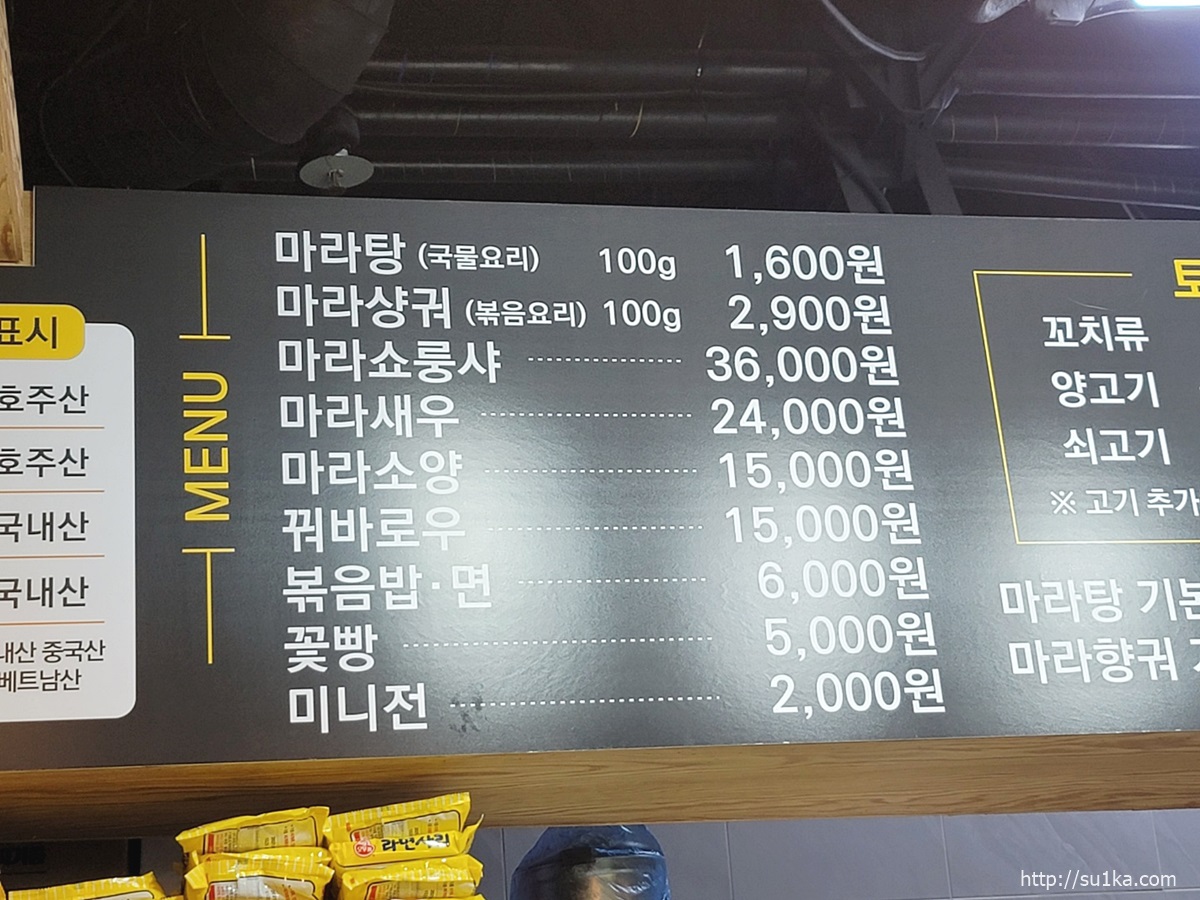 표시
호주산
호주산
국내산
국내산
중국산
베트남산
MENU
마라탕 (국물요리) 100g 1,600원
마라샹궈 (볶음요리) 100g 2,900원
마라쇼룽샤 36,000원
마라새우 24,000원
마라소양 15,000원
꿔바로우 15,000원
볶음밥·면 6,000원
꽃빵 5,000원
미니전 2,000원
꼬치류
양고기
쇠고기
※ 고기 추가
마라탕 기본
마라향궈
라면사리
http://su1ka.com